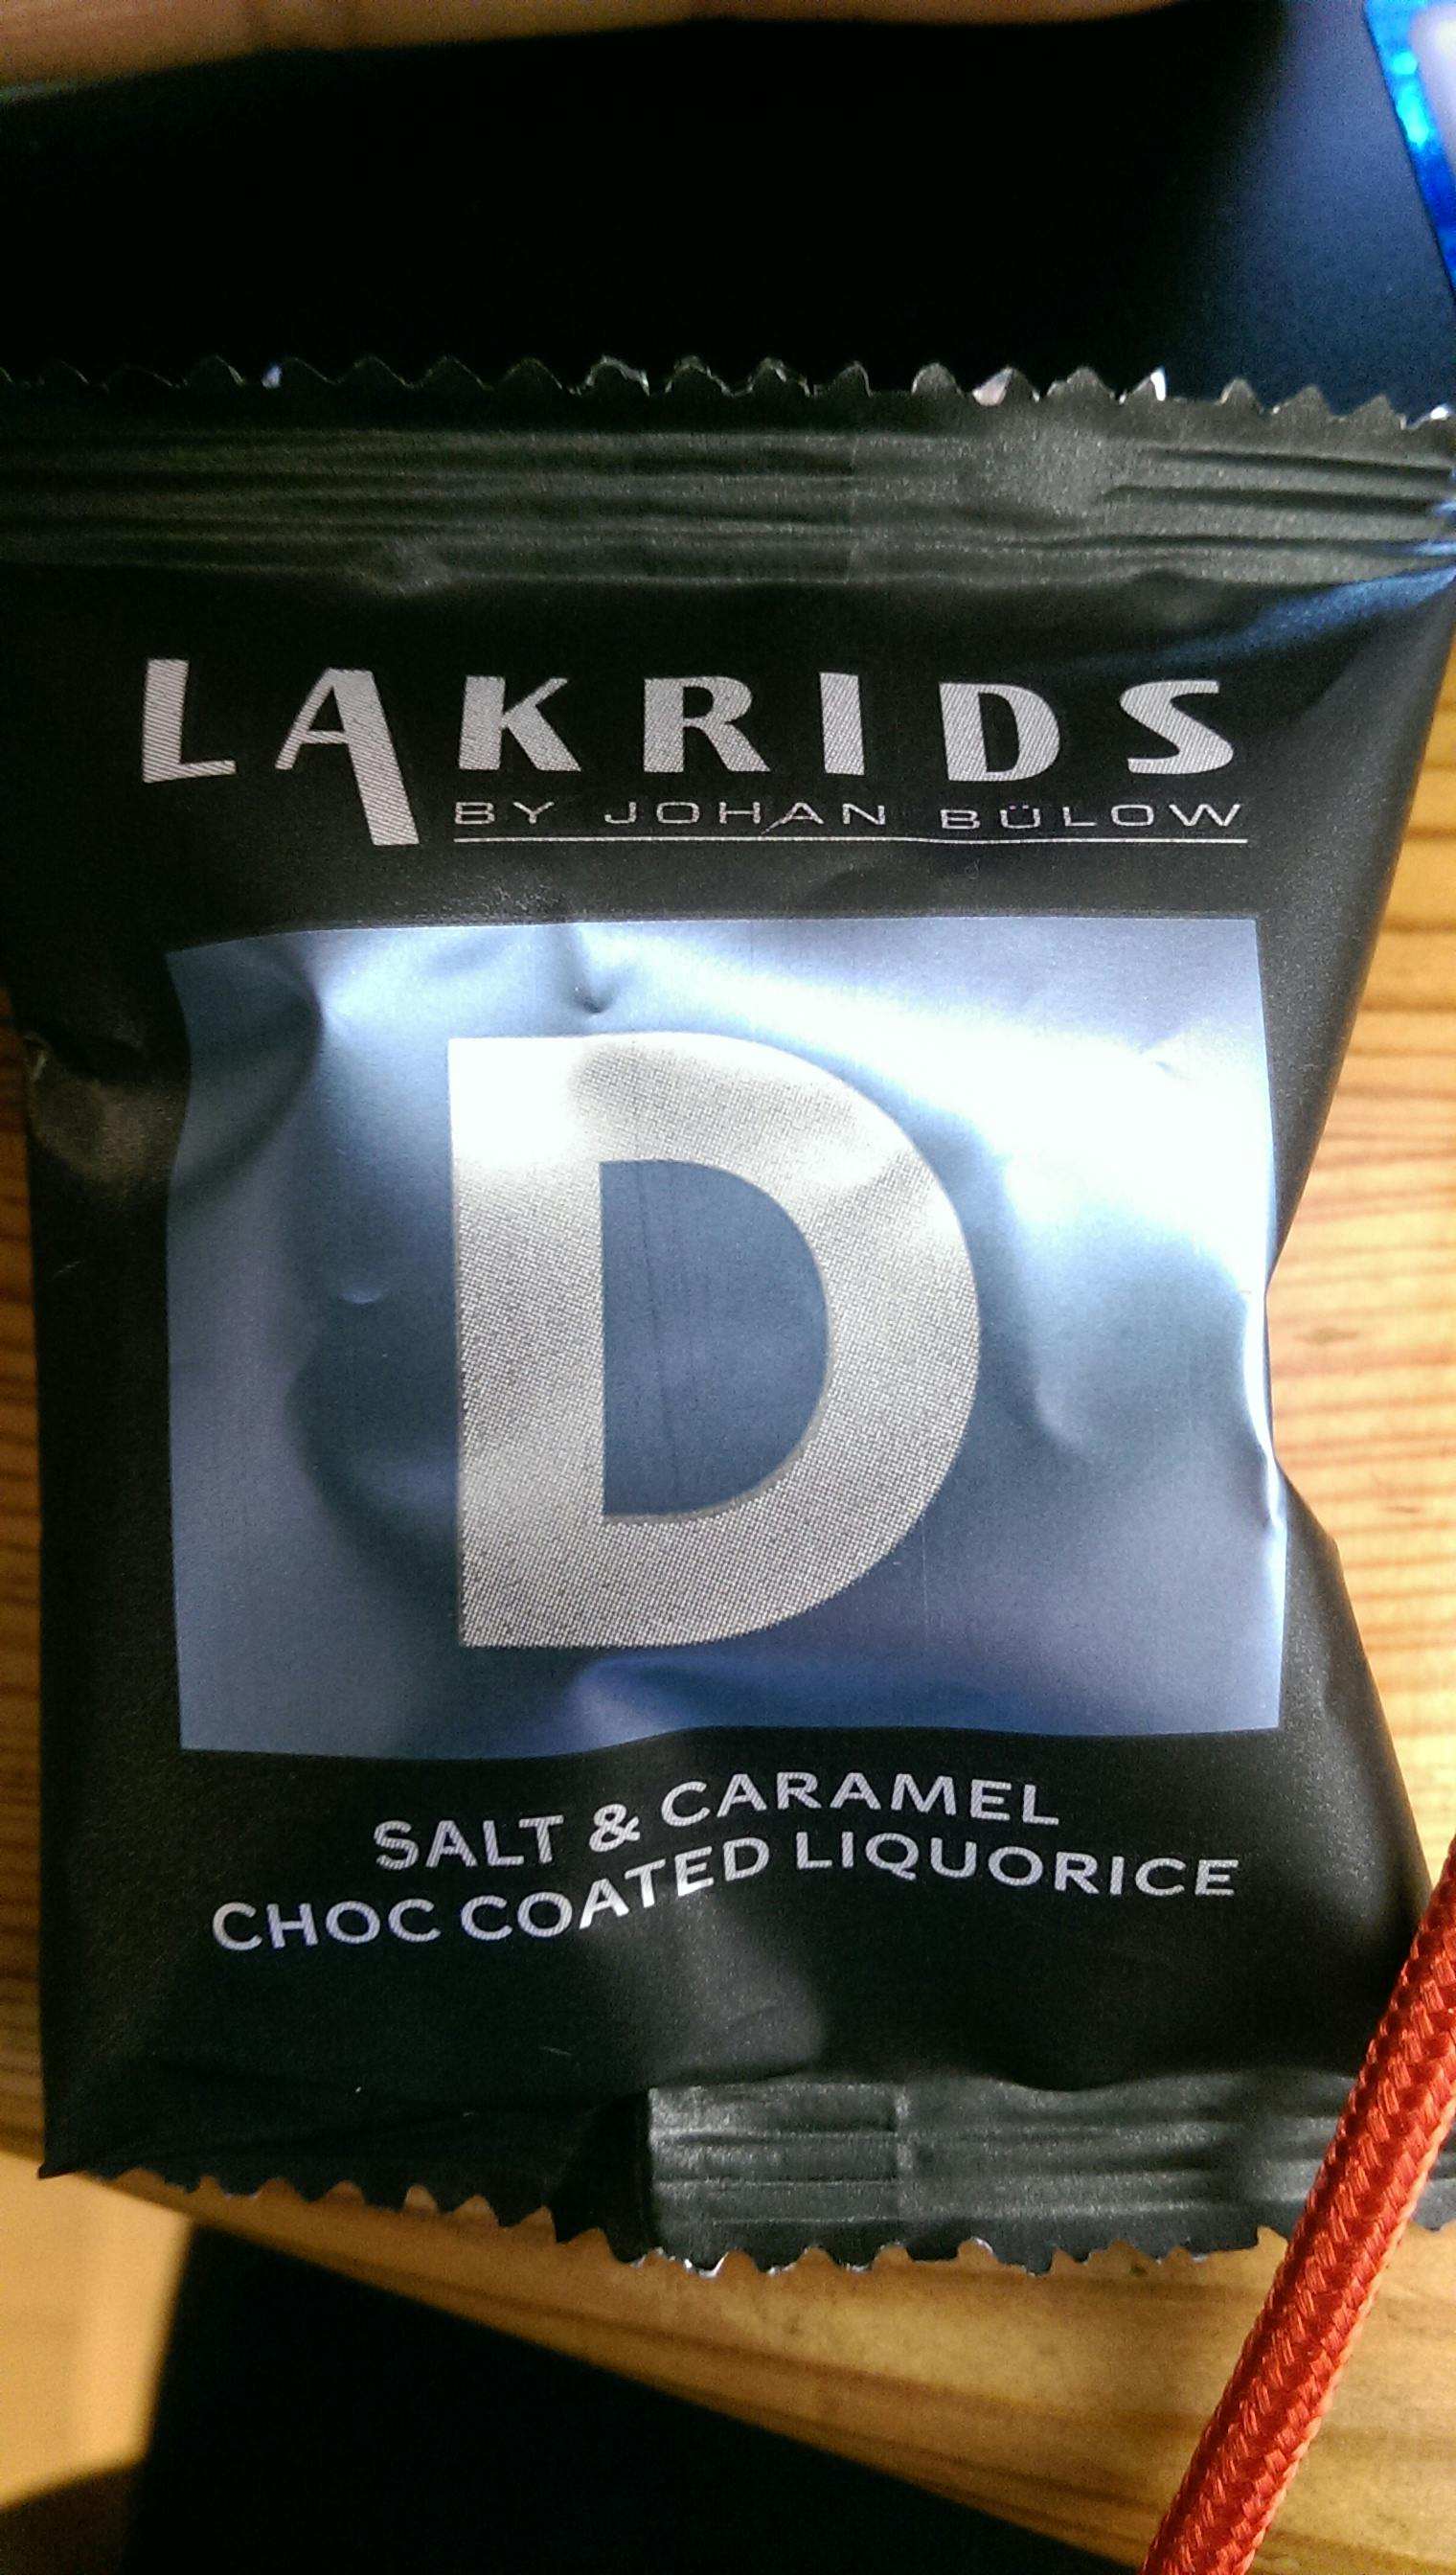 LAKRIDS
BY JOHAN BÜLOW
D
SALT & CARAMEL
CHOC COATED LIQUORICE